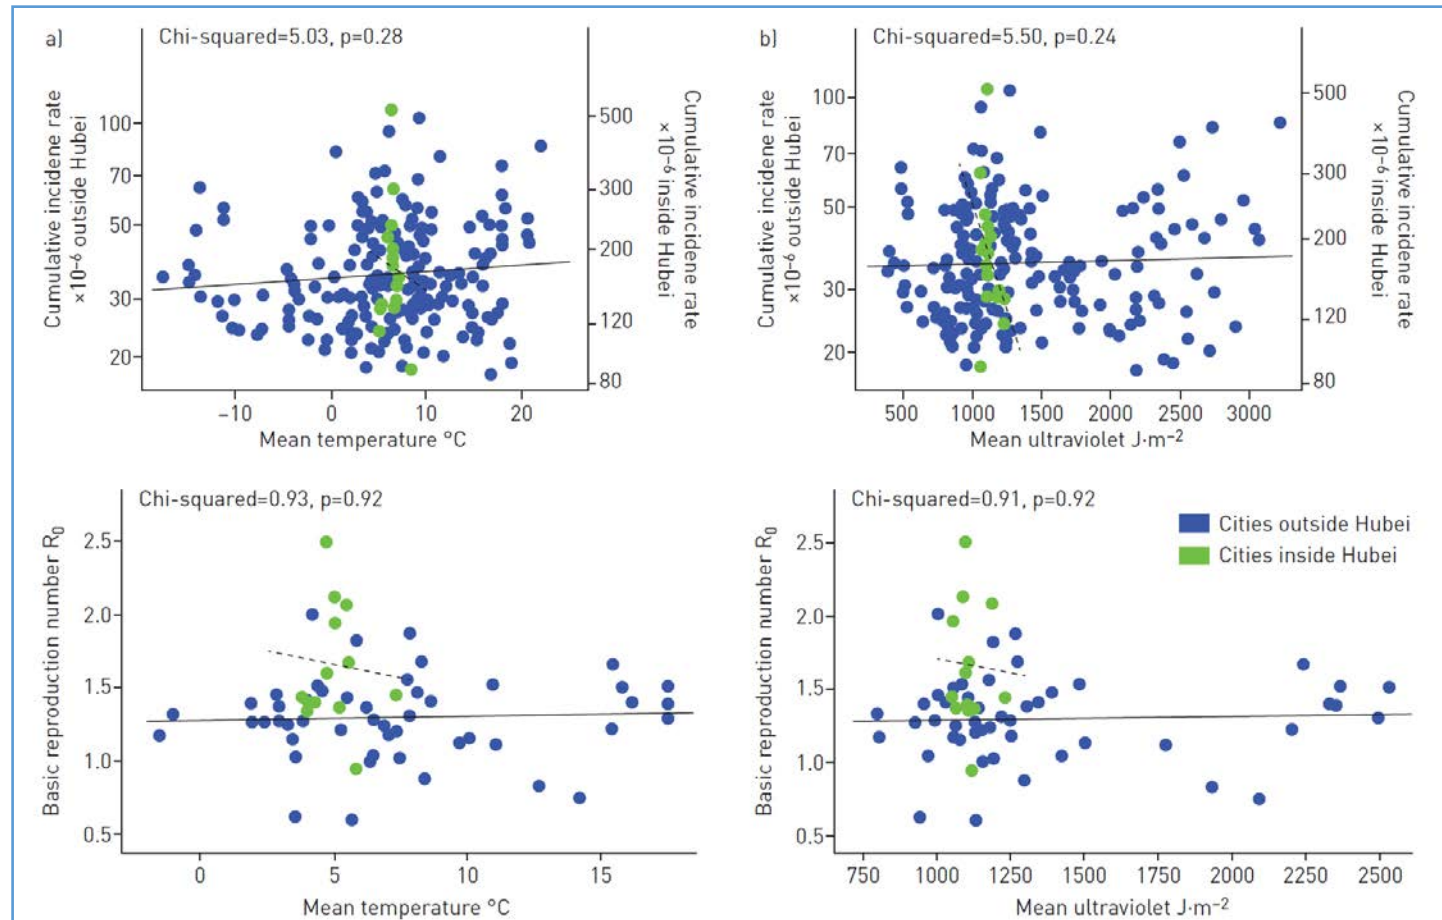 a)
Chi-squared=5.03, p=0.28
Cumulative incidene rate
×10⁻⁶ outside Hubei
100
70
50
30
20
Cumulative incidene rate
×10⁻⁶ inside Hubei
500
300
200
120
80
−10 0 10 20
Mean temperature °C
b)
Chi-squared=5.50, p=0.24
Cumulative incidene rate
×10⁻⁶ outside Hubei
100
70
50
30
20
Cumulative incidene rate
×10⁻⁶ inside Hubei
500
300
200
120
80
500 1000 1500 2000 2500 3000
Mean ultraviolet J·m⁻²
Chi-squared=0.93, p=0.92
Basic reproduction number R₀
2.5
2.0
1.5
1.0
0.5
0 5 10 15
Mean temperature °C
Chi-squared=0.91, p=0.92
Basic reproduction number R₀
2.5
2.0
1.5
1.0
0.5
Cities outside Hubei
Cities inside Hubei
750 1000 1250 1500 1750 2000 2250 2500
Mean ultraviolet J·m⁻²